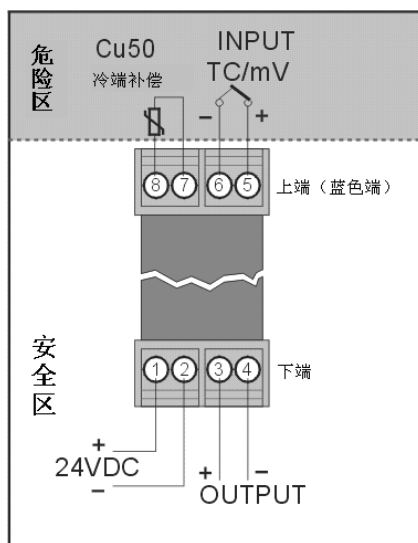 危险区
Cu50
冷端补偿
INPUT
TC/mV
− +
8 7 6 5
上端（蓝色端）
安全区
1 2 3 4
下端
+
24VDC
−
+ −
OUTPUT